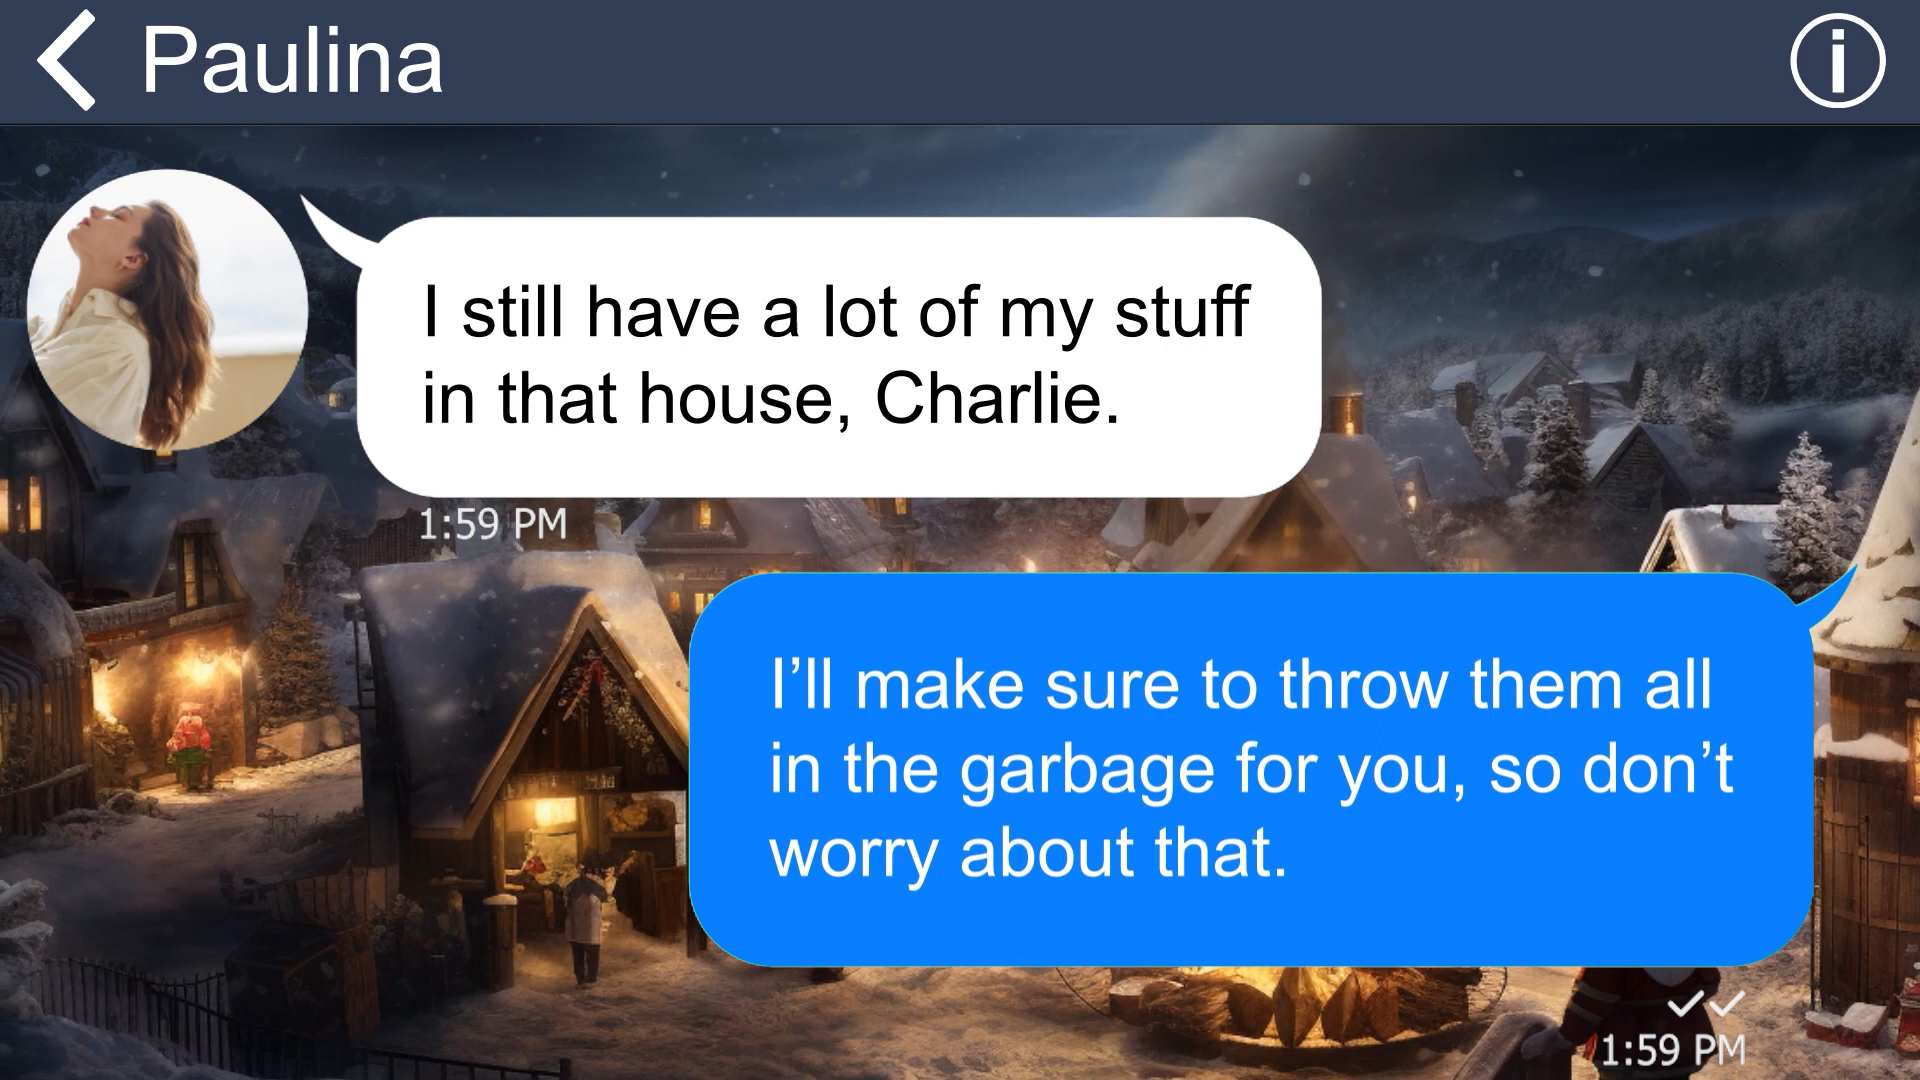 Paulina
I still have a lot of my stuff
in that house, Charlie.
1:59 PM
I’ll make sure to throw them all
in the garbage for you, so don’t
worry about that.
1:59 PM